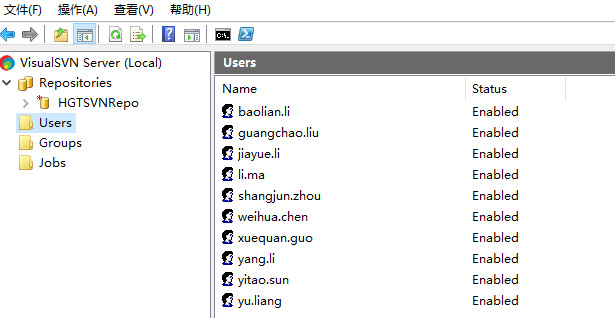 文件(F) 操作(A) 查看(V) 帮助(H)
VisualSVN Server (Local)
Repositories
HGTSVNRepo
Users
Groups
Jobs
Users
Name Status
baolian.li Enabled
guangchao.liu Enabled
jiayue.li Enabled
li.ma Enabled
shangjun.zhou Enabled
weihua.chen Enabled
xuequan.guo Enabled
yang.li Enabled
yitao.sun Enabled
yu.liang Enabled